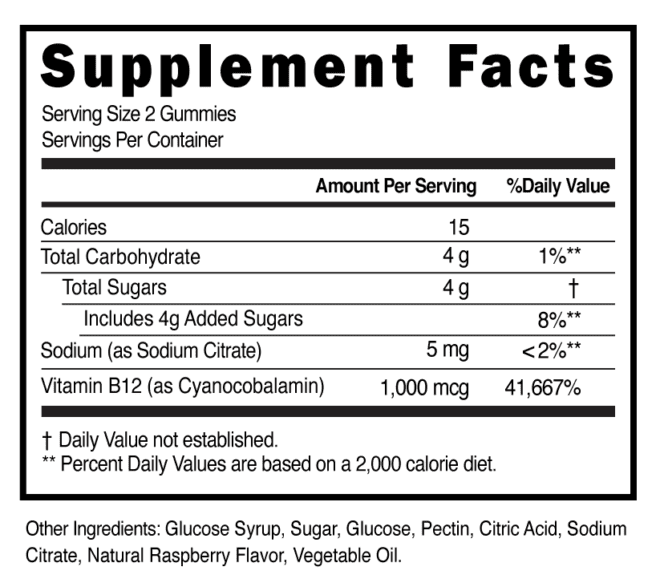 Supplement Facts
Serving Size 2 Gummies
Servings Per Container
Amount Per Serving %Daily Value
Calories 15
Total Carbohydrate 4 g 1%**
Total Sugars 4 g †
Includes 4g Added Sugars 8%**
Sodium (as Sodium Citrate) 5 mg <2%**
Vitamin B12 (as Cyanocobalamin) 1,000 mcg 41,667%
† Daily Value not established.
** Percent Daily Values are based on a 2,000 calorie diet.
Other Ingredients: Glucose Syrup, Sugar, Glucose, Pectin, Citric Acid, Sodium
Citrate, Natural Raspberry Flavor, Vegetable Oil.